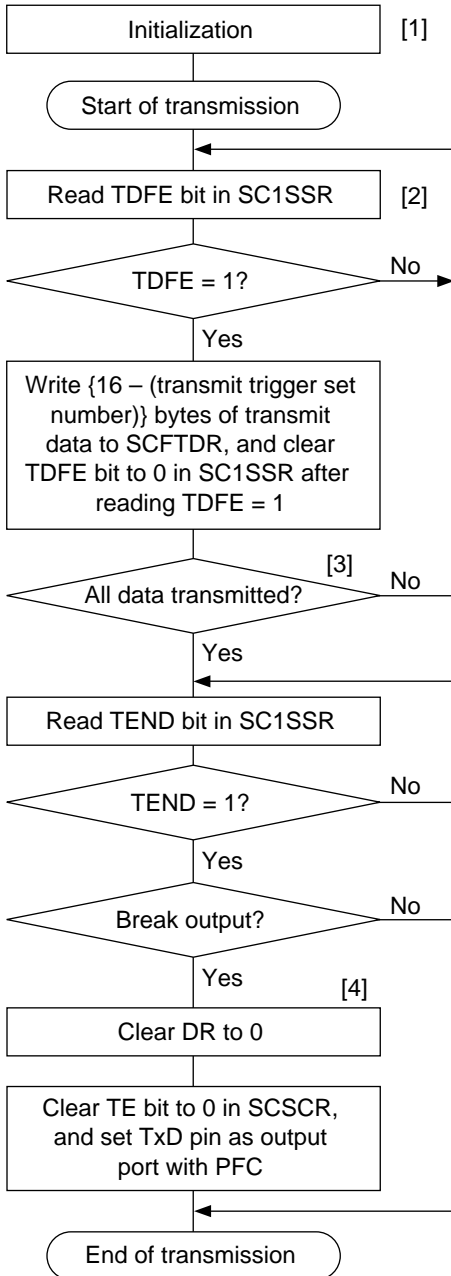 Initialization
[1]
Start of transmission
Read TDFE bit in SC1SSR
[2]
TDFE = 1?
No
Yes
Write {16 – (transmit trigger set
number)} bytes of transmit
data to SCFTDR, and clear
TDFE bit to 0 in SC1SSR after
reading TDFE = 1
[3]
All data transmitted?
No
Yes
Read TEND bit in SC1SSR
TEND = 1?
No
Yes
Break output?
No
Yes
[4]
Clear DR to 0
Clear TE bit to 0 in SCSCR,
and set TxD pin as output
port with PFC
End of transmission